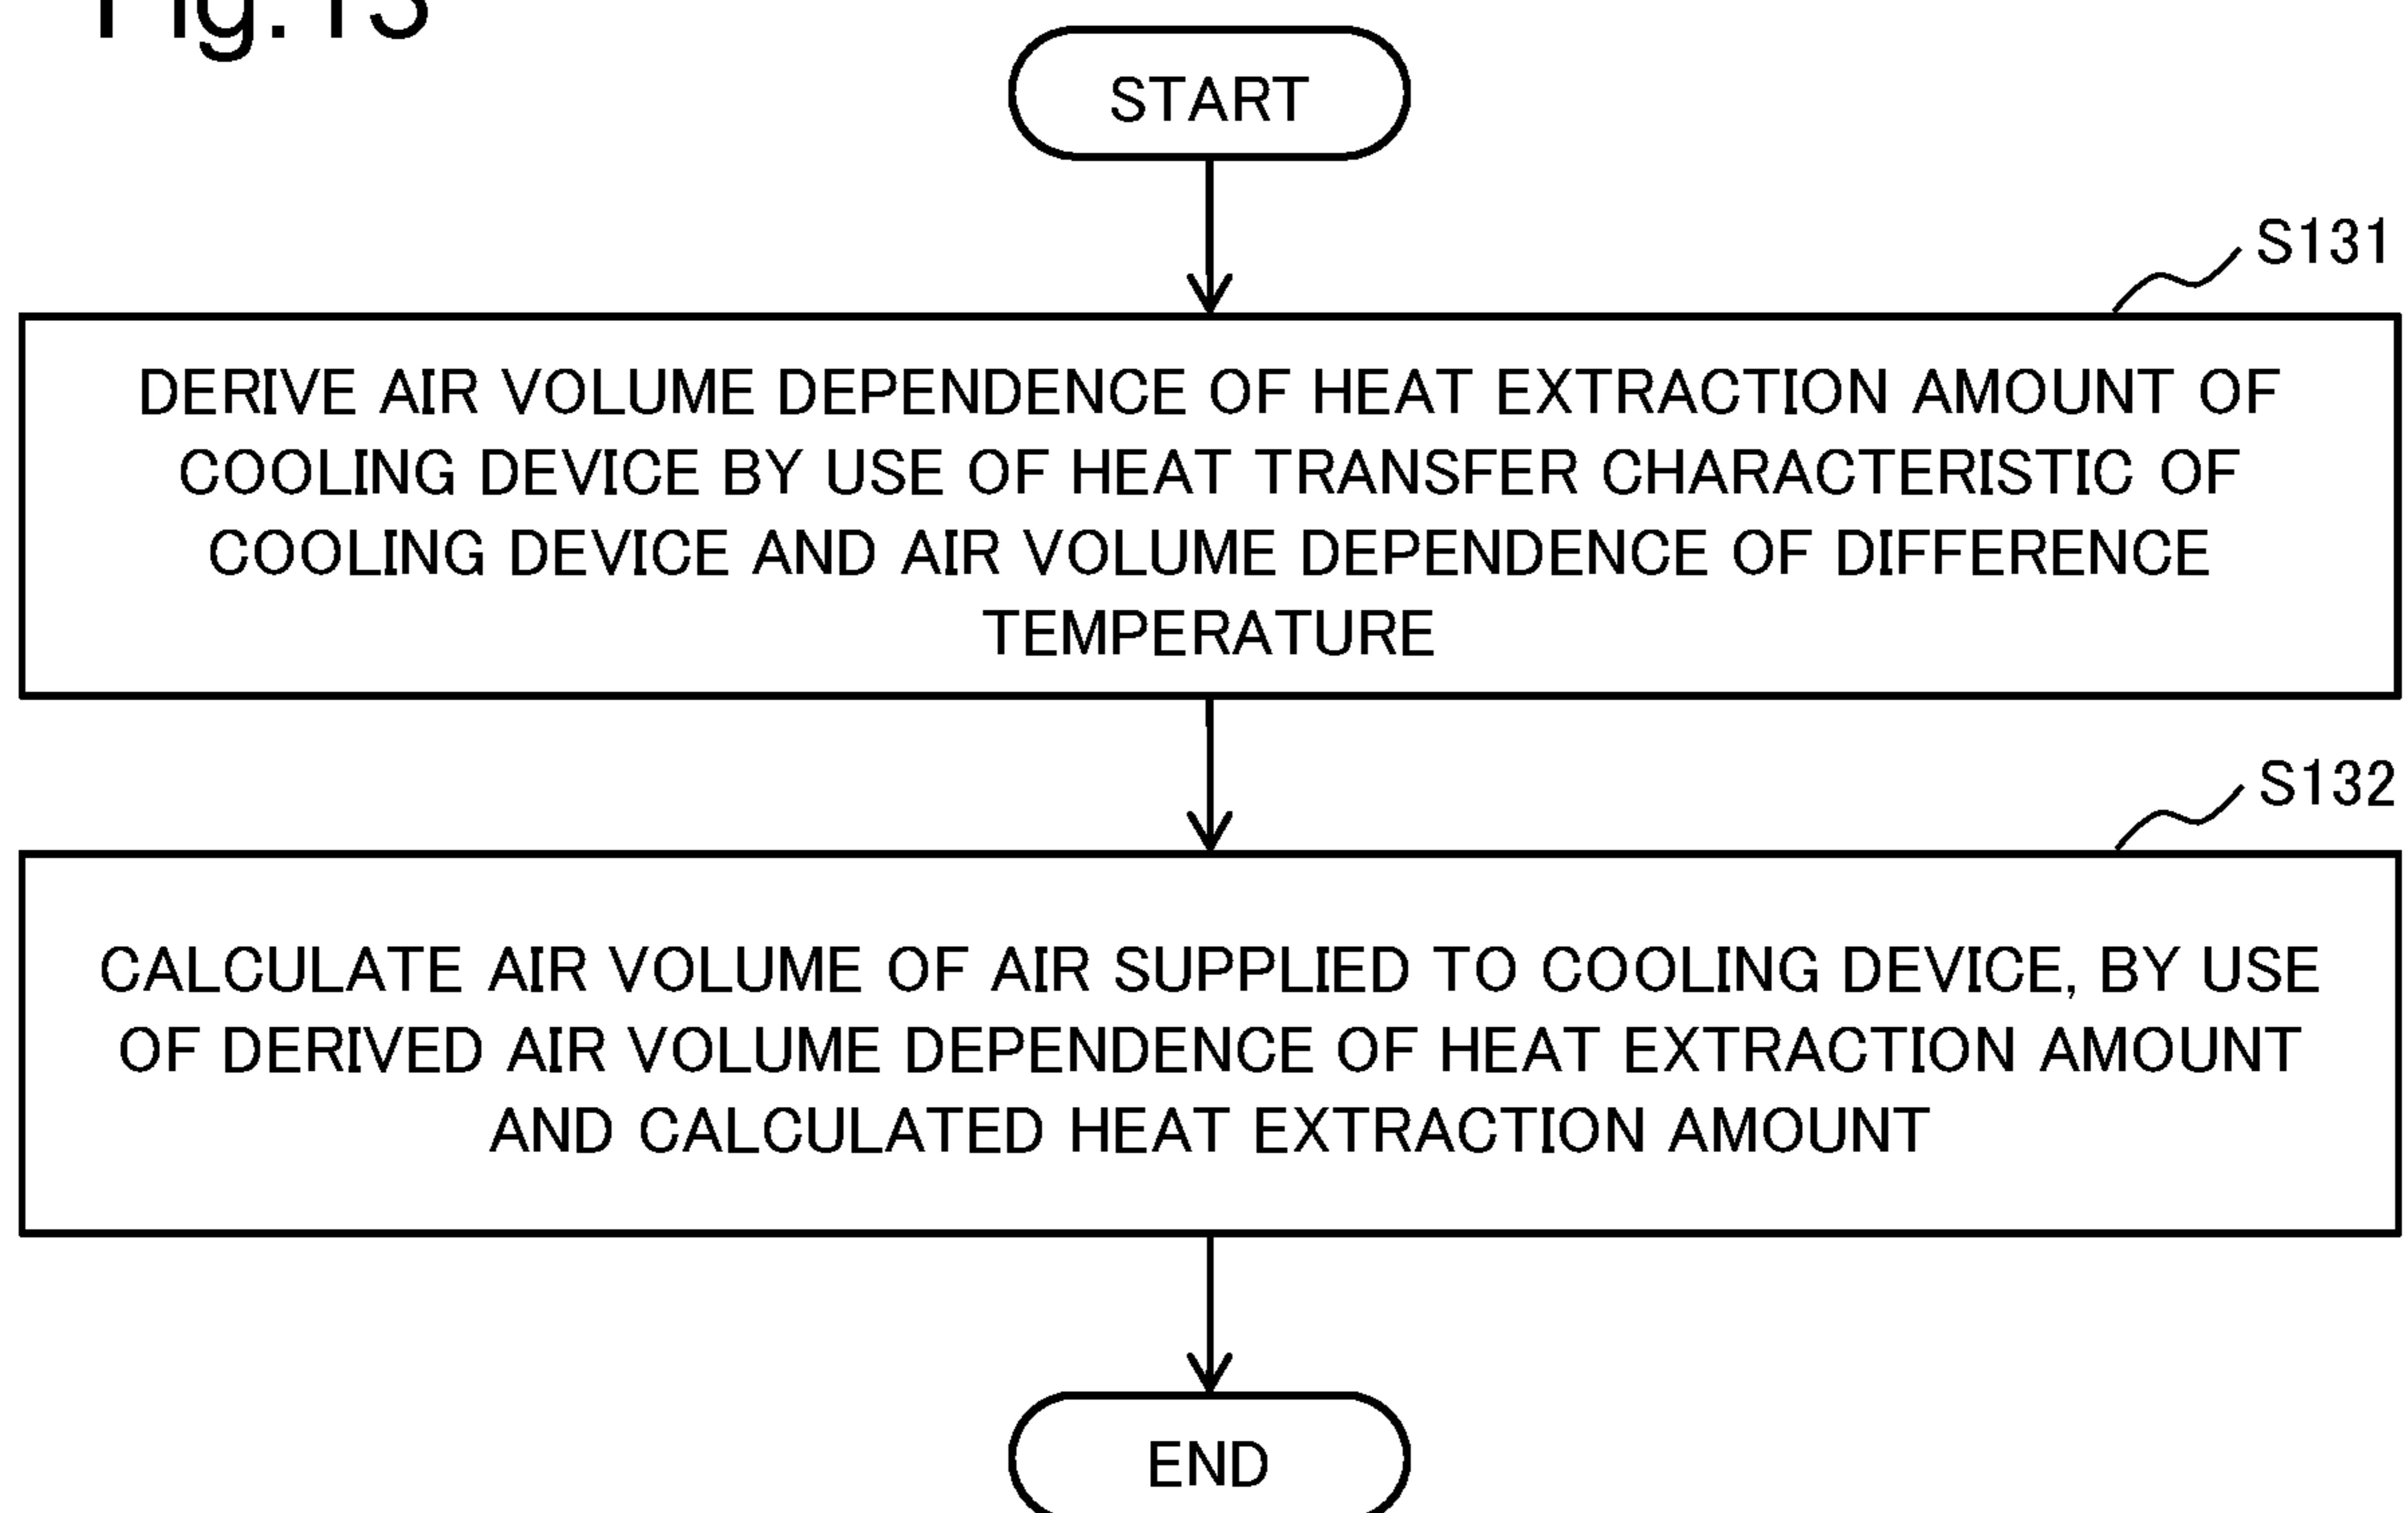 Fig.13
START
S131
DERIVE AIR VOLUME DEPENDENCE OF HEAT EXTRACTION AMOUNT OF
COOLING DEVICE BY USE OF HEAT TRANSFER CHARACTERISTIC OF
COOLING DEVICE AND AIR VOLUME DEPENDENCE OF DIFFERENCE
TEMPERATURE
S132
CALCULATE AIR VOLUME OF AIR SUPPLIED TO COOLING DEVICE, BY USE
OF DERIVED AIR VOLUME DEPENDENCE OF HEAT EXTRACTION AMOUNT
AND CALCULATED HEAT EXTRACTION AMOUNT
END